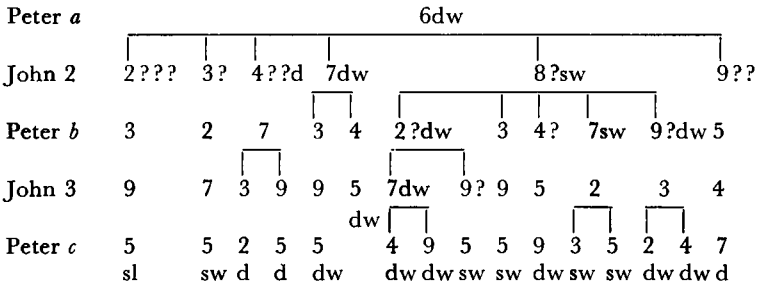 Peter a 6dw
John 2 2??? 3? 4??d 7dw 8?sw 9??
Peter b 3 2 7 3 4 2?dw 3 4? 7sw 9?dw 5
John 3 9 7 3 9 9 5 7dw 9? 9 5 2 3 4
dw
Peter c 5 5 2 5 5 4 9 5 5 9 3 5 2 4 7
sl sw d d dw dw dw sw sw dw sw sw dw dw d